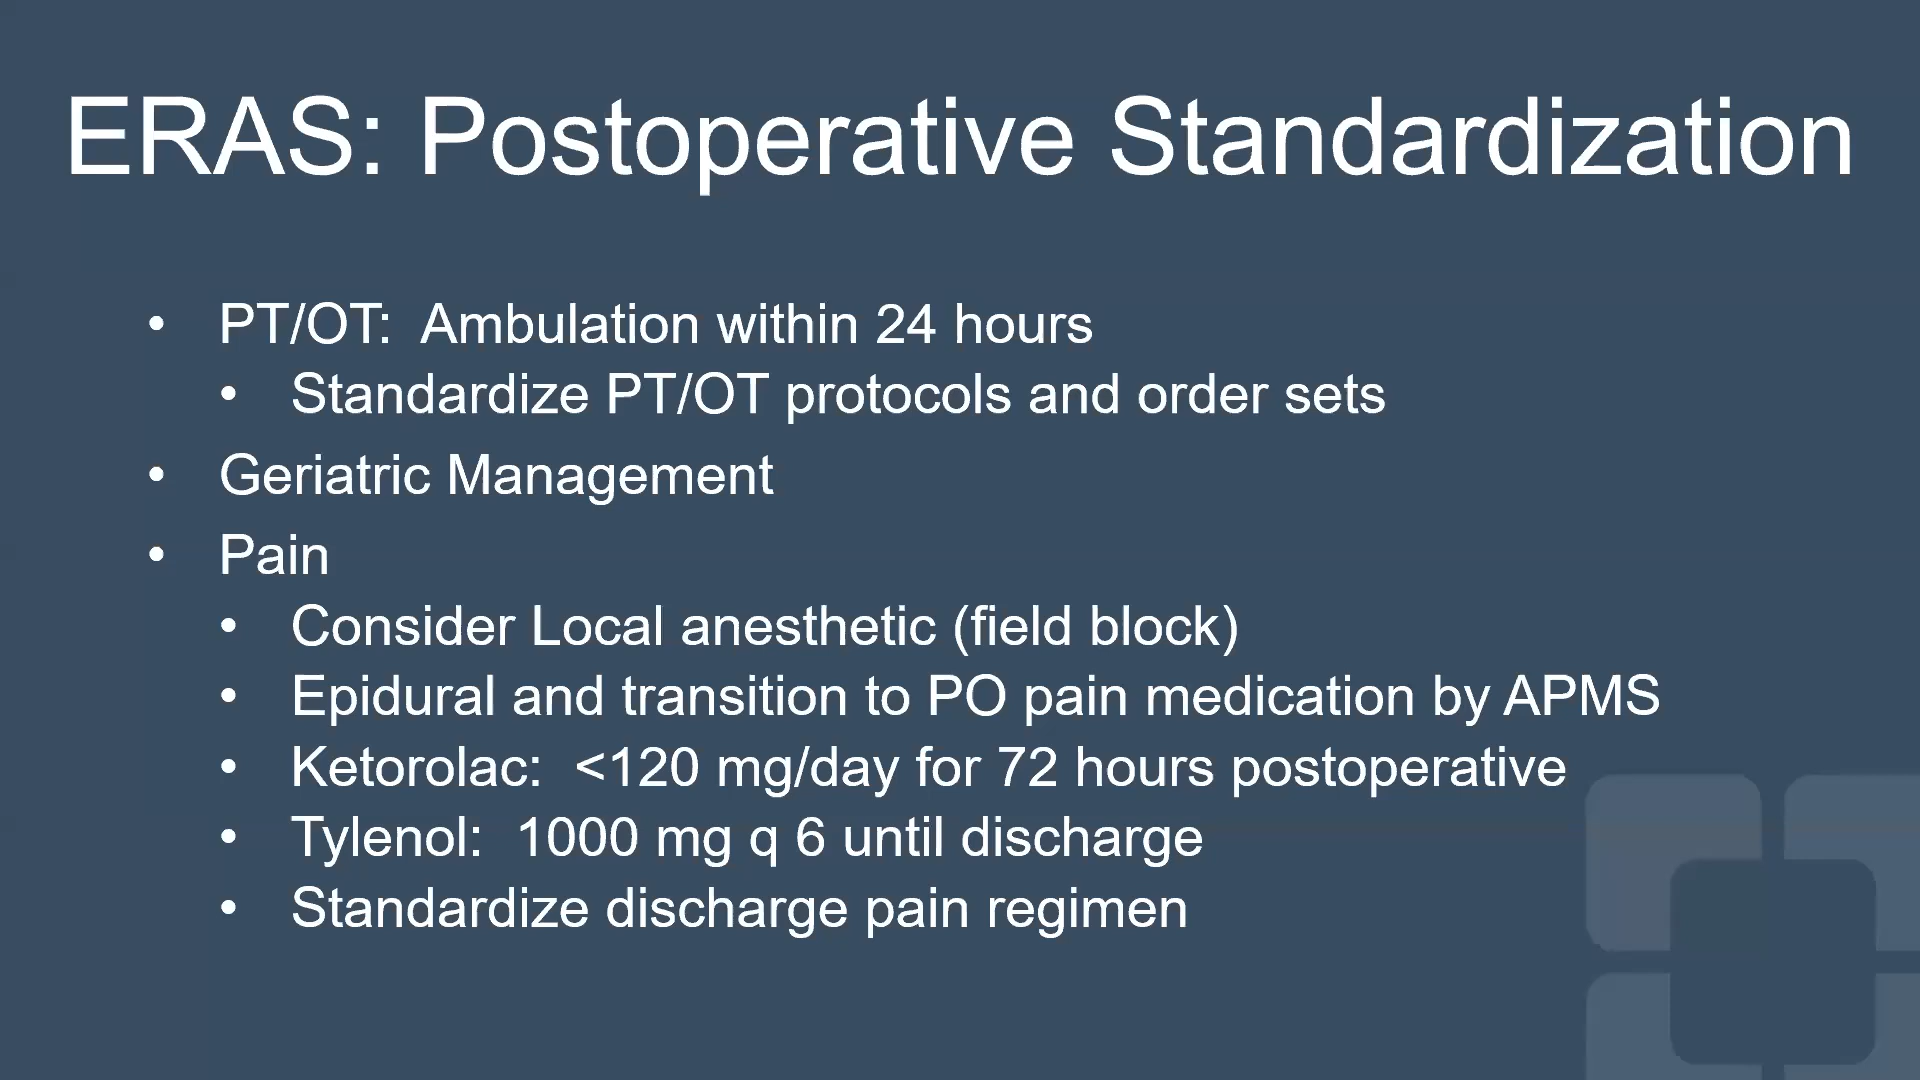 ERAS: Postoperative Standardization
• PT/OT: Ambulation within 24 hours
• Standardize PT/OT protocols and order sets
• Geriatric Management
• Pain
• Consider Local anesthetic (field block)
• Epidural and transition to PO pain medication by APMS
• Ketorolac: <120 mg/day for 72 hours postoperative
• Tylenol: 1000 mg q 6 until discharge
• Standardize discharge pain regimen